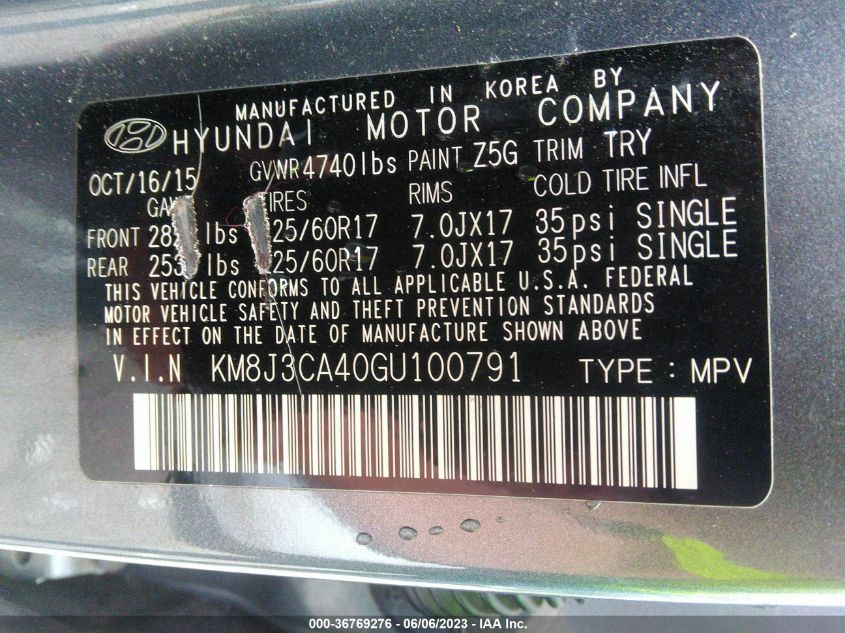 MANUFACTURED IN KOREA BY
HYUNDAI MOTOR COMPANY
OCT/16/15 GVWR 4740lbs PAINT Z5G TRIM TRY
RIMS COLD TIRE INFL
FRONT lbs 25/60R17 7.0JX17 35psi SINGLE
REAR lbs 25/60R17 7.0JX17 35psi SINGLE
THIS VEHICLE CONFORMS TO ALL APPLICABLE U.S.A. FEDERAL
MOTOR VEHICLE SAFETY AND THEFT PREVENTION STANDARDS
IN EFFECT ON THE DATE OF MANUFACTURE SHOWN ABOVE
V.I.N KM8J3CA40GU100791 TYPE : MPV
000-36769276 - 06/06/2023 - IAA Inc.